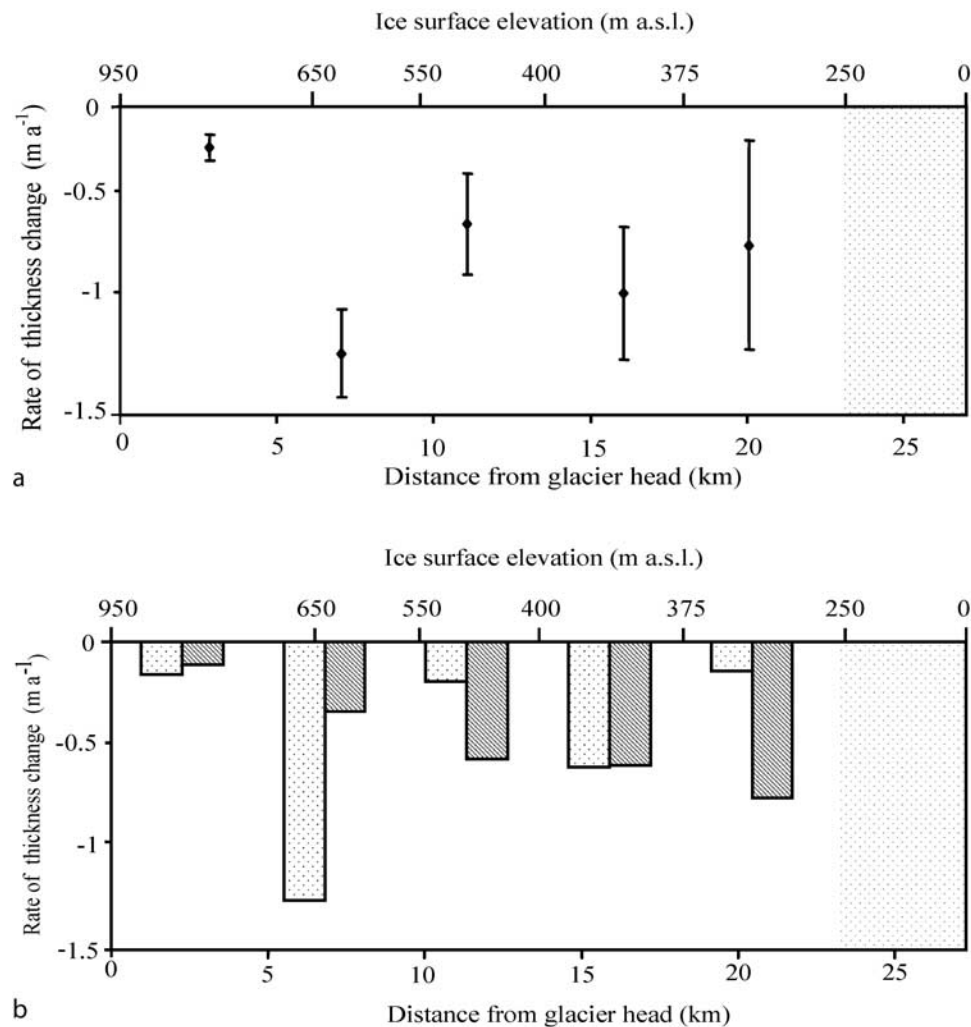 Ice surface elevation (m a.s.l.)
950 650 550 400 375 250 0
Rate of thickness change (m a⁻¹)
0
-0.5
-1
-1.5
0 5 10 15 20 25
Distance from glacier head (km)
a
Ice surface elevation (m a.s.l.)
950 650 550 400 375 250 0
Rate of thickness change (m a⁻¹)
0
-0.5
-1
-1.5
0 5 10 15 20 25
Distance from glacier head (km)
b